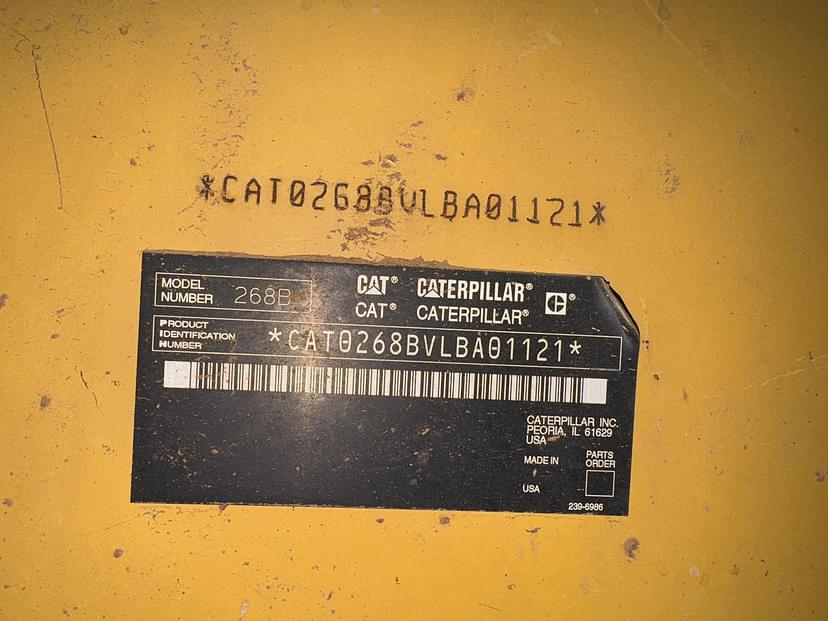 *CAT0268BVLBA01121*
MODEL
NUMBER 268B
CAT® CATERPILLAR® ®
CAT® CATERPILLAR®
PRODUCT
IDENTIFICATION
NUMBER
*CAT0268BVLBA01121*
CATERPILLAR INC.
PEORIA, IL 61629
USA
MADE IN
USA
PARTS
ORDER
239-6986